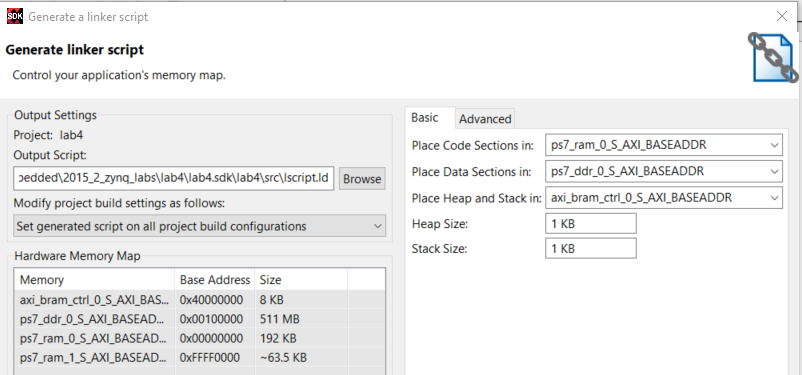 SDK Generate a linker script
Generate linker script
Control your application's memory map.
Output Settings
Project: lab4
Output Script:
bedded\2015_2_zynq_labs\lab4\lab4.sdk\lab4\src\lscript.ld
Browse
Modify project build settings as follows:
Set generated script on all project build configurations
Hardware Memory Map
Memory Base Address Size
axi_bram_ctrl_0_S_AXI_BAS... 0x40000000 8 KB
ps7_ddr_0_S_AXI_BASEAD... 0x00100000 511 MB
ps7_ram_0_S_AXI_BASEAD... 0x00000000 192 KB
ps7_ram_1_S_AXI_BASEAD... 0xFFFF0000 ~63.5 KB
Basic Advanced
Place Code Sections in: ps7_ram_0_S_AXI_BASEADDR
Place Data Sections in: ps7_ddr_0_S_AXI_BASEADDR
Place Heap and Stack in: axi_bram_ctrl_0_S_AXI_BASEADDR
Heap Size: 1 KB
Stack Size: 1 KB